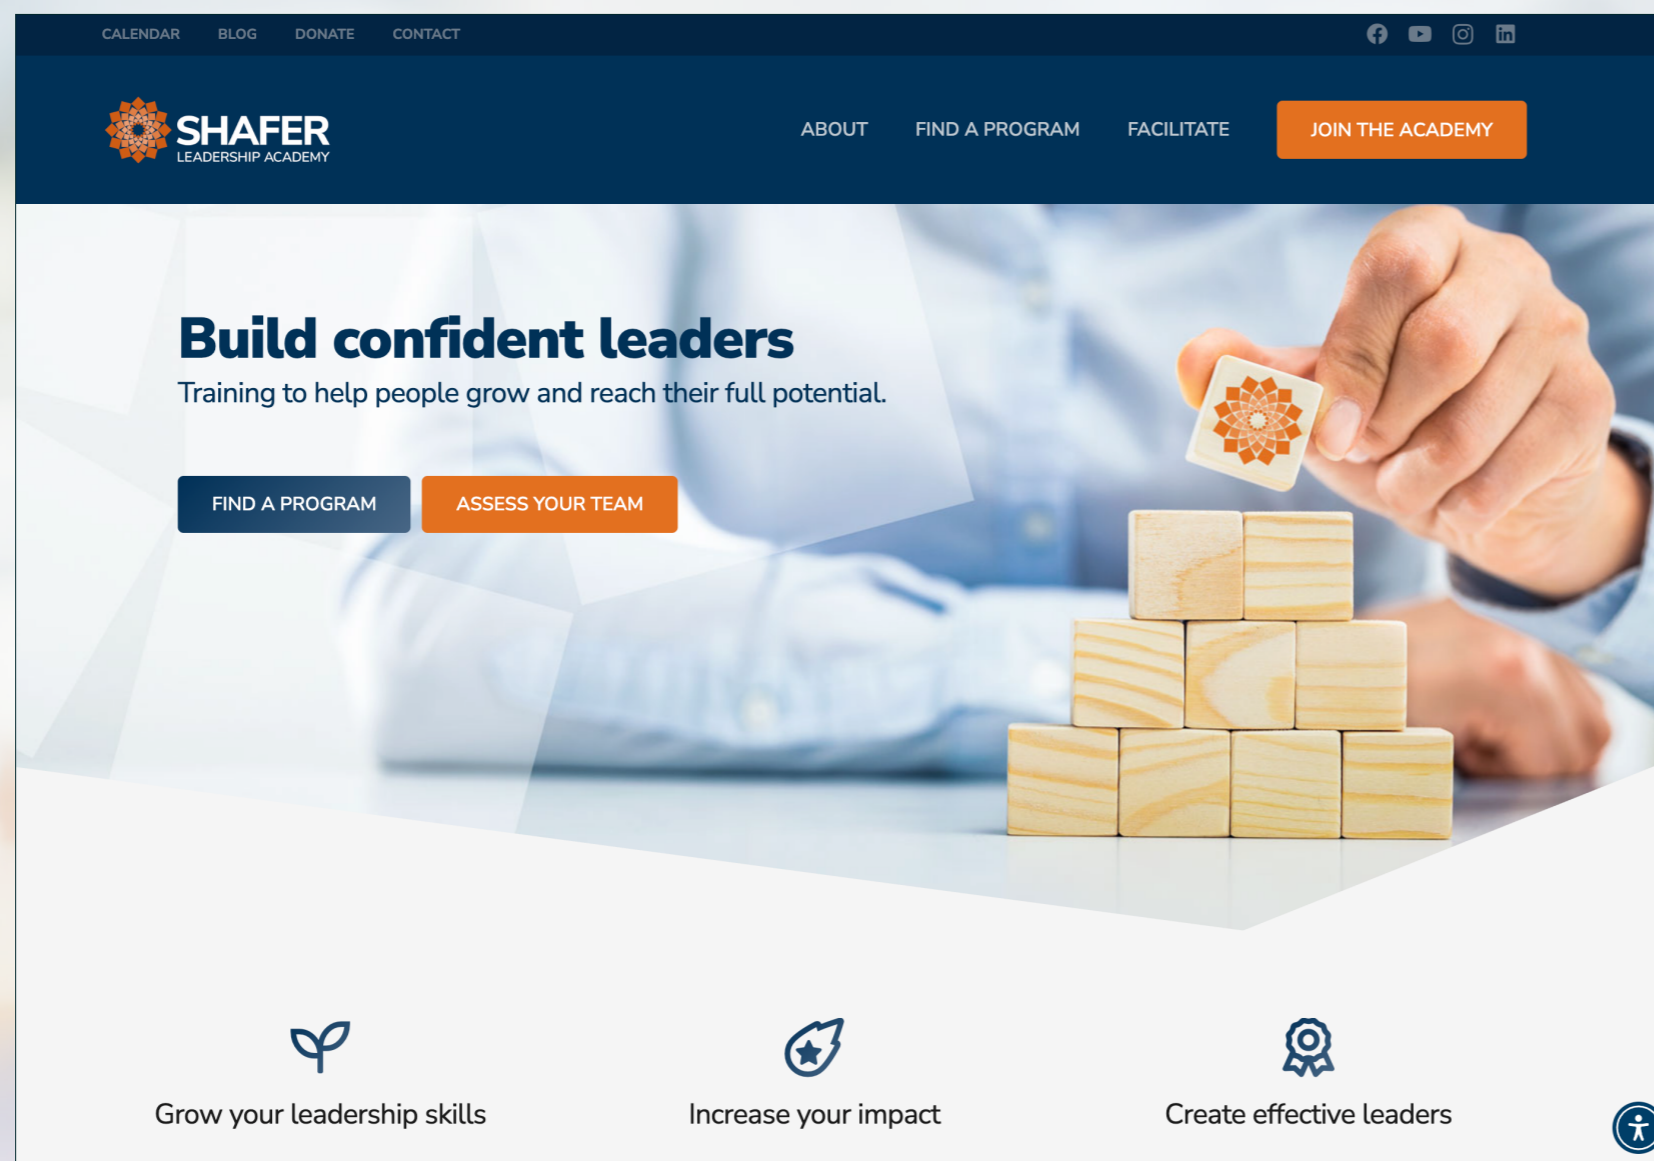 CALENDAR BLOG DONATE CONTACT
SHAFER
LEADERSHIP ACADEMY
ABOUT FIND A PROGRAM FACILITATE JOIN THE ACADEMY
Build confident leaders
Training to help people grow and reach their full potential.
FIND A PROGRAM ASSESS YOUR TEAM
Grow your leadership skills
Increase your impact
Create effective leaders